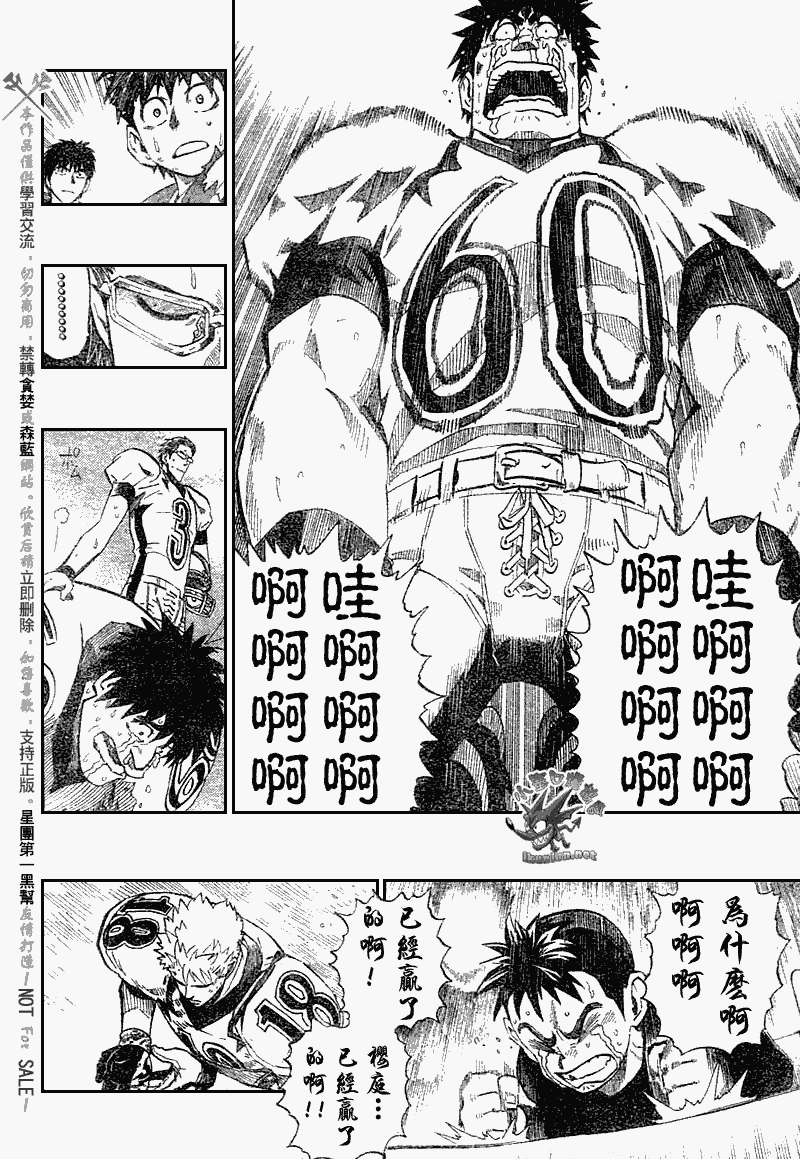 哇啊啊啊
啊啊啊啊
哇啊啊啊
啊啊啊啊
60
………
3
為什麼啊
啊啊啊
已經贏了
的啊！
櫻庭…
已經贏了
的啊！！
18
18
本作品僅供學習交流。切勿商用。禁轉貪婪或森藍網站。欣賞后請立即刪除。如您喜歡。支持正版。星團第一黑幫友情打造—NOT For SALE—